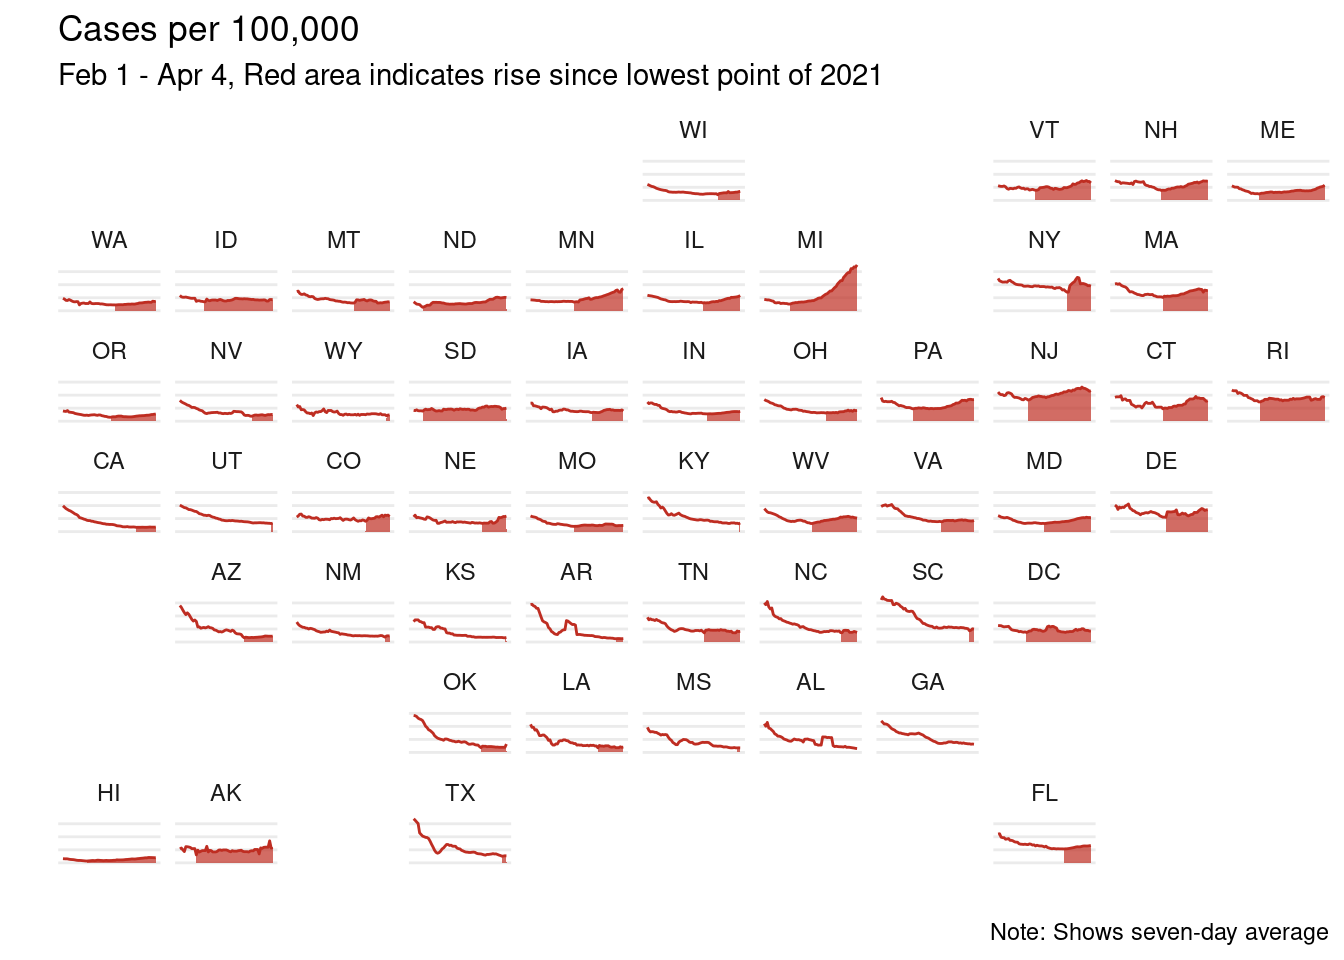 Cases per 100,000
Feb 1 - Apr 4, Red area indicates rise since lowest point of 2021
WI VT NH ME
WA ID MT ND MN IL MI NY MA
OR NV WY SD IA IN OH PA NJ CT RI
CA UT CO NE MO KY WV VA MD DE
AZ NM KS AR TN NC SC DC
OK LA MS AL GA
HI AK TX FL
Note: Shows seven-day average